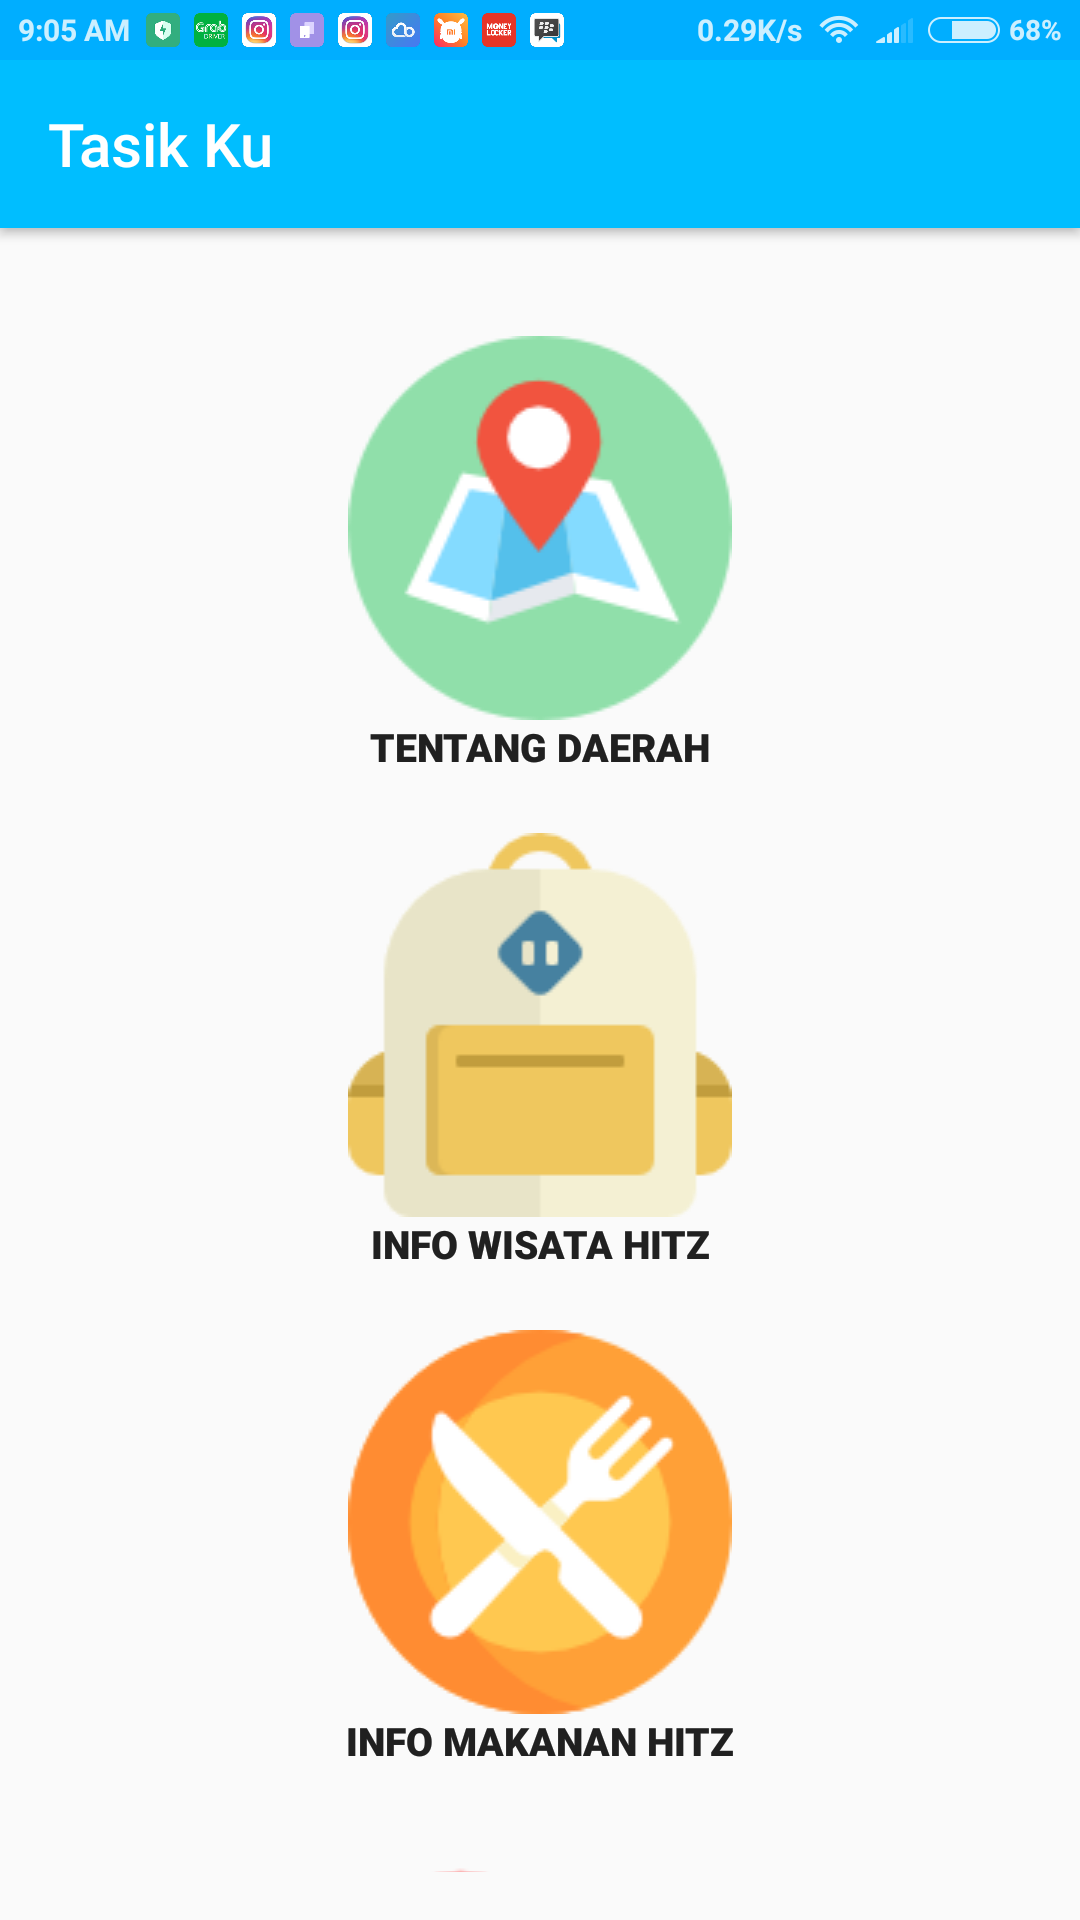 9:05 AM Grab DRIVER mi MONEY LOCKER 0.29K/s 68%
Tasik Ku
TENTANG DAERAH
INFO WISATA HITZ
INFO MAKANAN HITZ